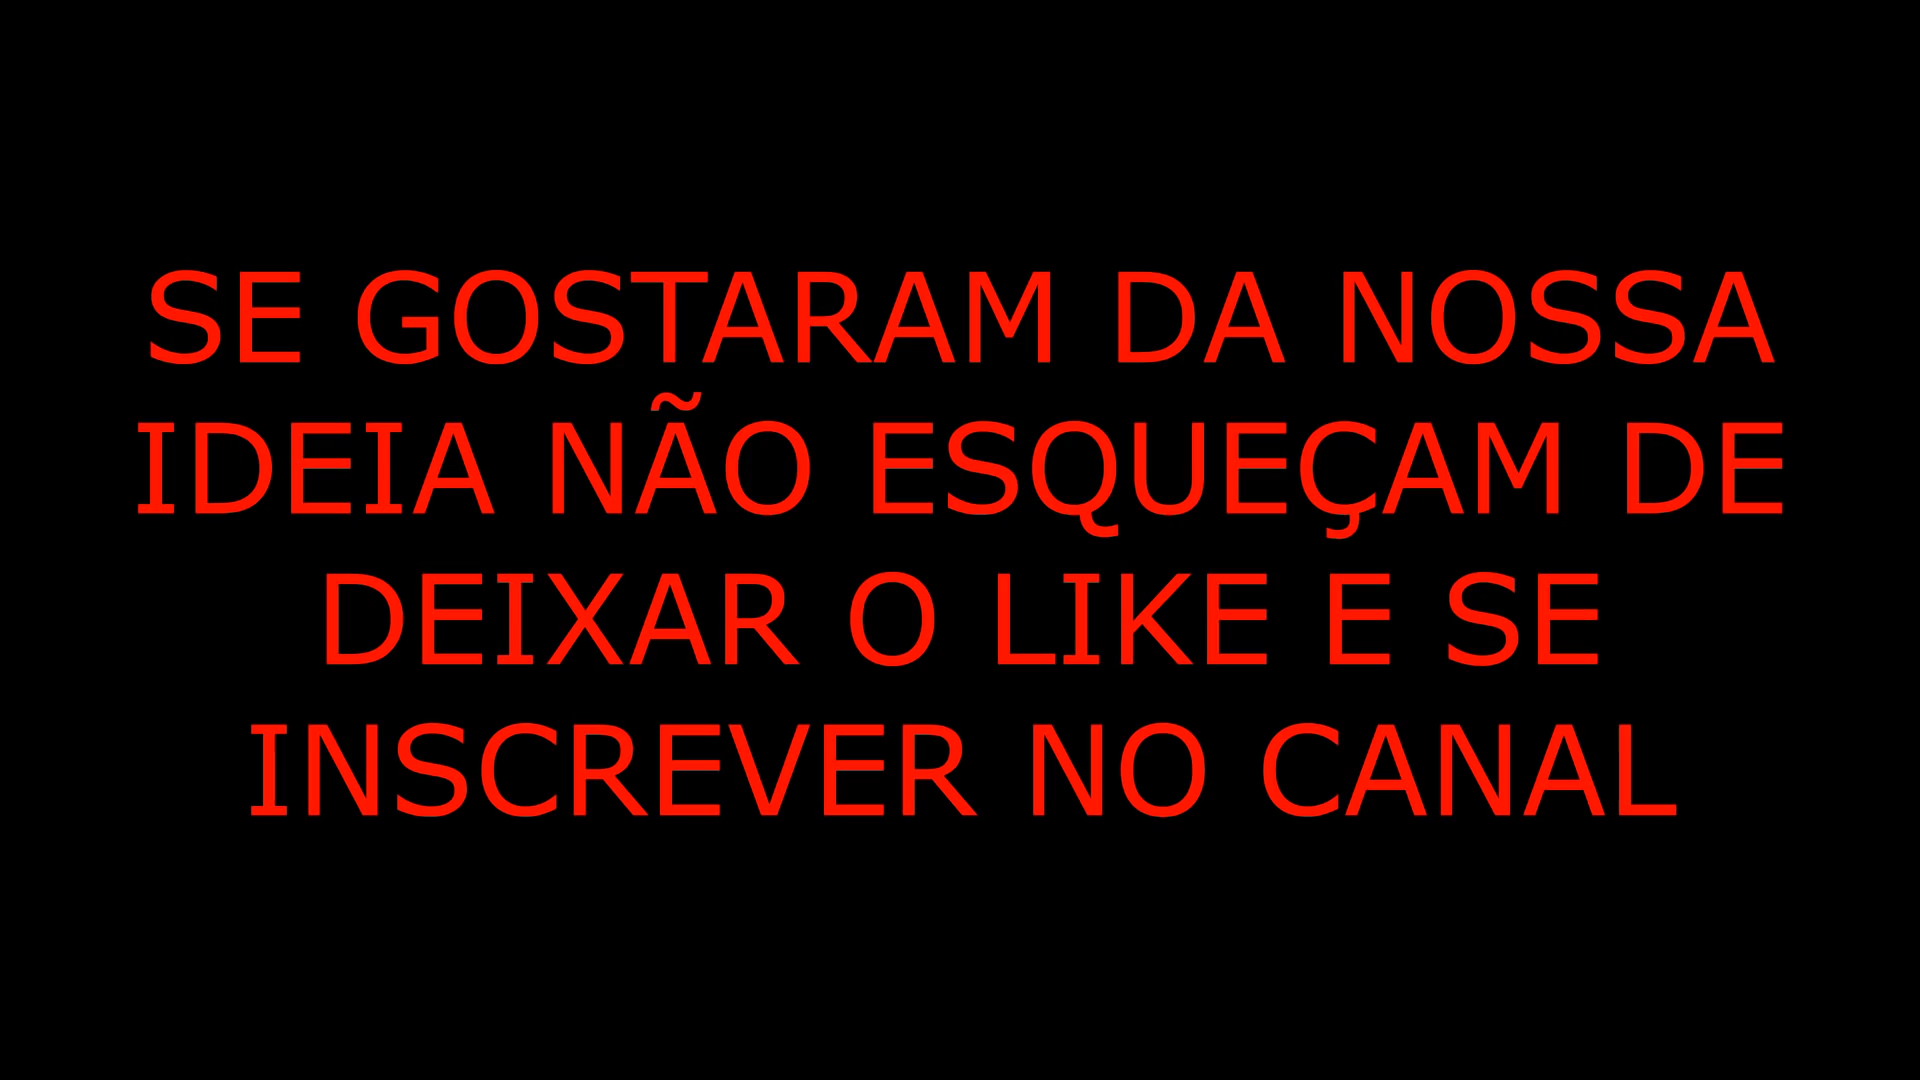 SE GOSTARAM DA NOSSA
IDEIA NÃO ESQUEÇAM DE
DEIXAR O LIKE E SE
INSCREVER NO CANAL